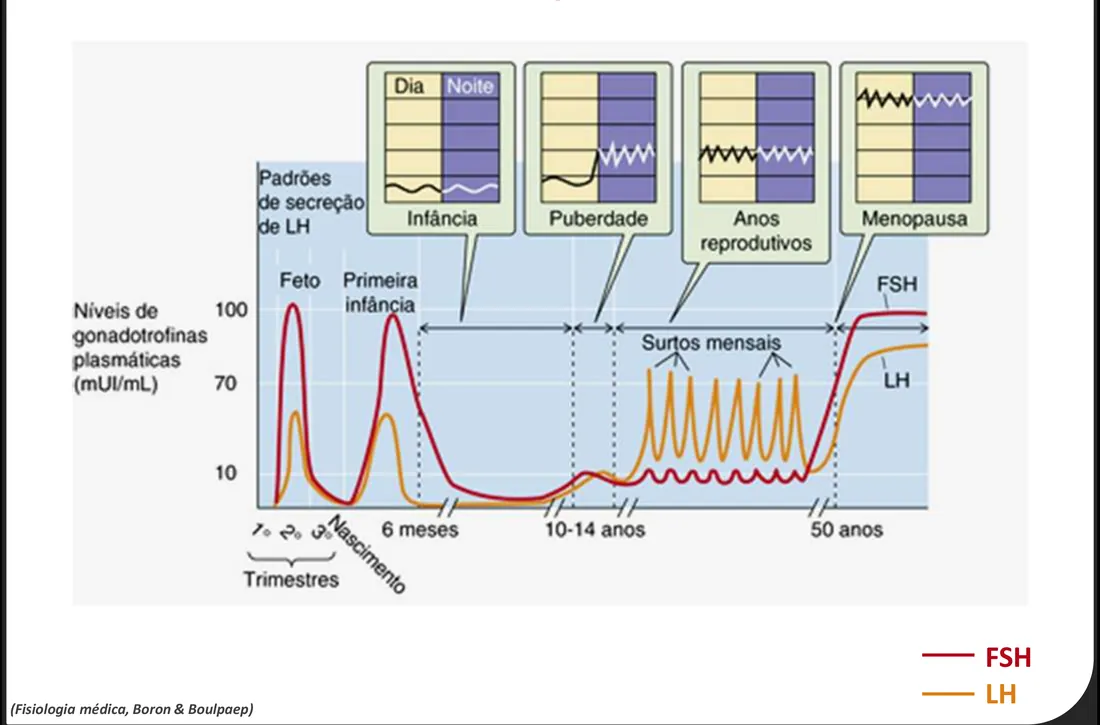 Dia Noite
Infância
Puberdade
Anos
reprodutivos
Menopausa
Padrões
de secreção
de LH
Feto
Primeira
infância
FSH
Níveis de
gonadotrofinas
plasmáticas
(mUI/mL)
100
70
10
Surtos mensais
LH
1º 2º 3º
Nascimento
6 meses
10-14 anos
50 anos
Trimestres
FSH
LH
(Fisiologia médica, Boron & Boulpaep)